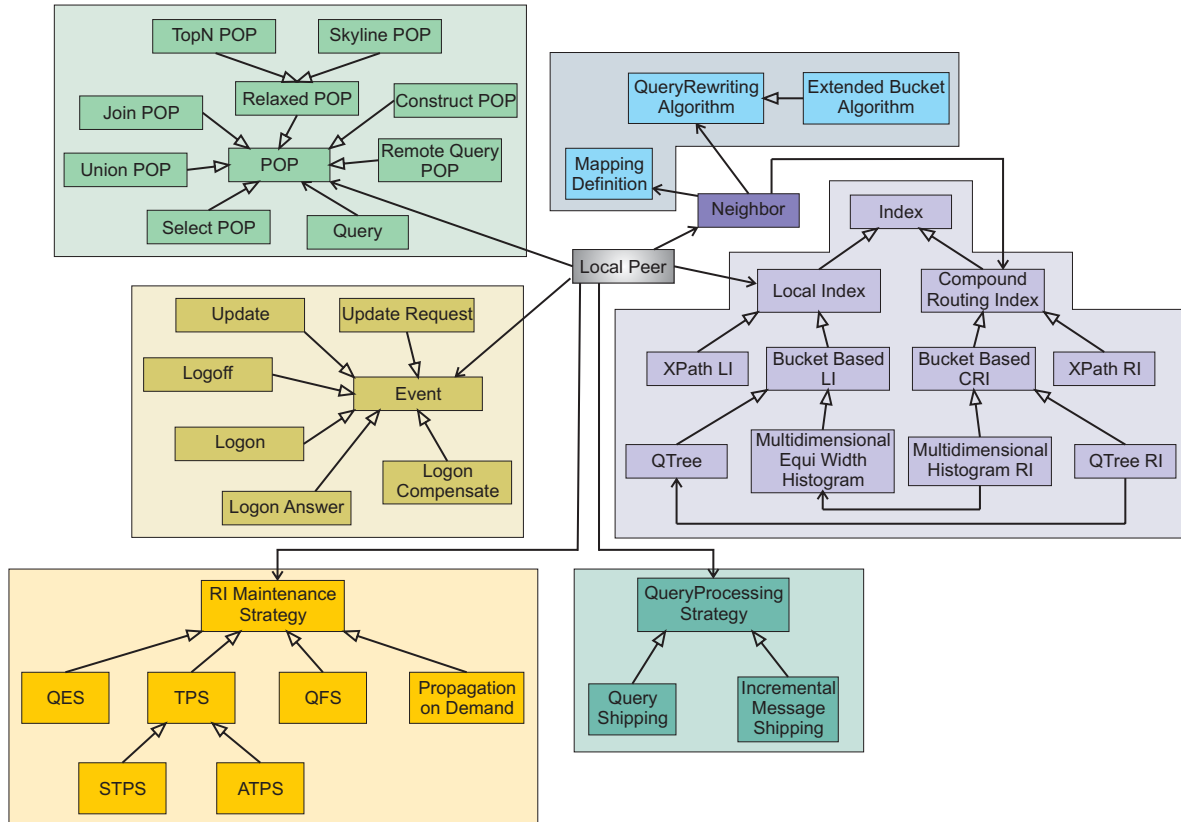 TopN POP
Skyline POP
Relaxed POP
Construct POP
Join POP
POP
Remote Query
POP
Union POP
Select POP
Query
QueryRewriting
Algorithm
Extended Bucket
Algorithm
Mapping
Definition
Neighbor
Local Peer
Index
Local Index
Compound
Routing Index
XPath LI
Bucket Based
LI
Bucket Based
CRI
XPath RI
QTree
Multidimensional
Equi Width
Histogram
Multidimensional
Histogram RI
QTree RI
Update
Update Request
Logoff
Event
Logon
Logon
Compensate
Logon Answer
RI Maintenance
Strategy
QES
TPS
QFS
Propagation
on Demand
STPS
ATPS
QueryProcessing
Strategy
Query
Shipping
Incremental
Message
Shipping